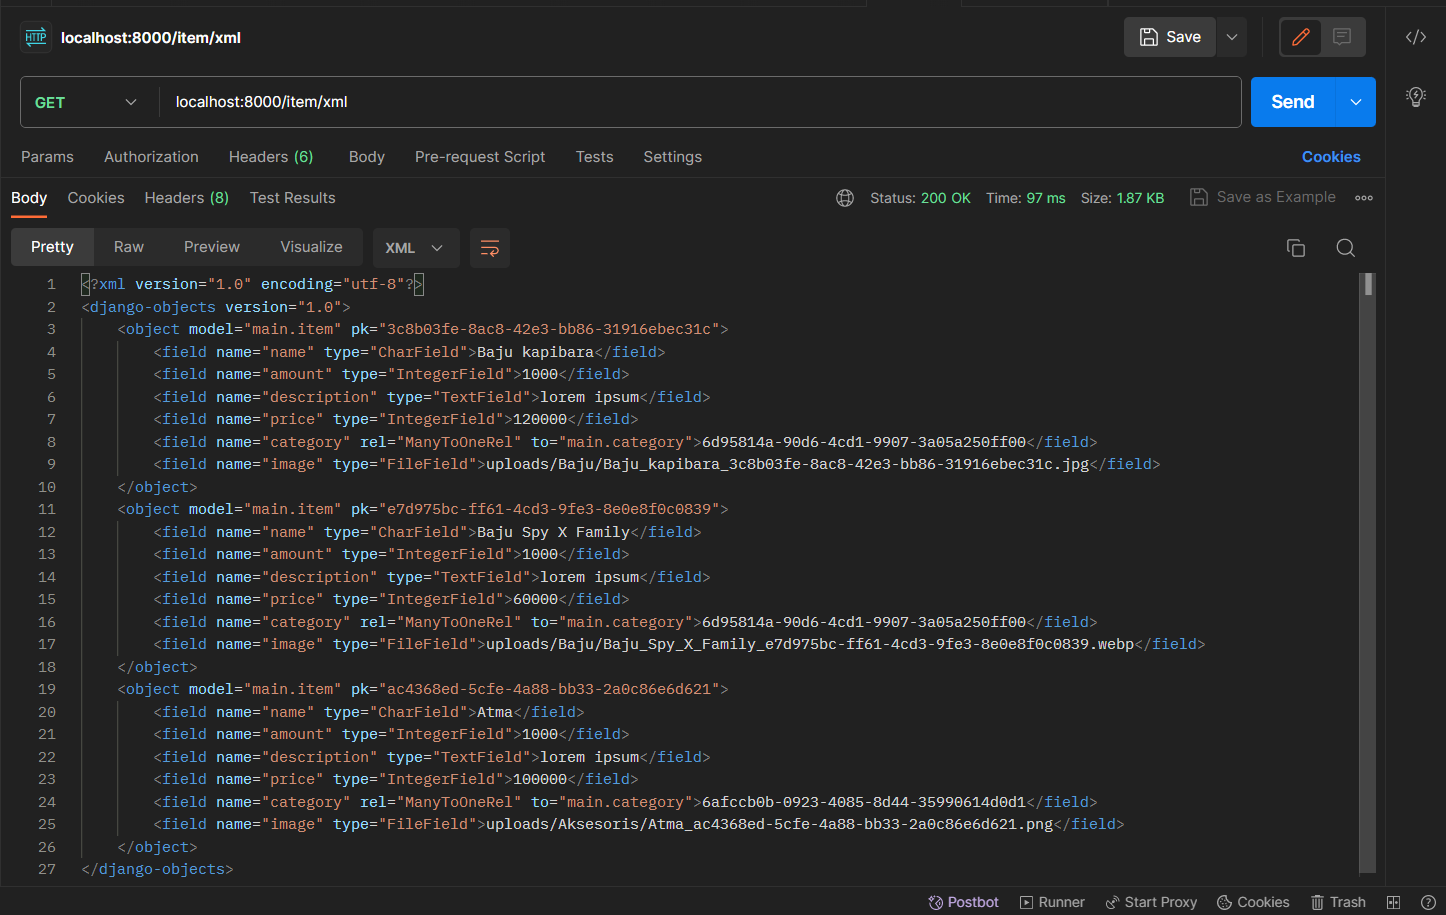 HTTP localhost:8000/item/xml Save
GET localhost:8000/item/xml Send
Params Authorization Headers (6) Body Pre-request Script Tests Settings Cookies
Body Cookies Headers (8) Test Results Status: 200 OK Time: 97 ms Size: 1.87 KB Save as Example
Pretty Raw Preview Visualize XML
1 <?xml version="1.0" encoding="utf-8"?>
2 <django-objects version="1.0">
3 <object model="main.item" pk="3c8b03fe-8ac8-42e3-bb86-31916ebec31c">
4 <field name="name" type="CharField">Baju kapibara</field>
5 <field name="amount" type="IntegerField">1000</field>
6 <field name="description" type="TextField">lorem ipsum</field>
7 <field name="price" type="IntegerField">120000</field>
8 <field name="category" rel="ManyToOneRel" to="main.category">6d95814a-90d6-4cd1-9907-3a05a250ff00</field>
9 <field name="image" type="FileField">uploads/Baju/Baju_kapibara_3c8b03fe-8ac8-42e3-bb86-31916ebec31c.jpg</field>
10 </object>
11 <object model="main.item" pk="e7d975bc-ff61-4cd3-9fe3-8e0e8f0c0839">
12 <field name="name" type="CharField">Baju Spy X Family</field>
13 <field name="amount" type="IntegerField">1000</field>
14 <field name="description" type="TextField">lorem ipsum</field>
15 <field name="price" type="IntegerField">60000</field>
16 <field name="category" rel="ManyToOneRel" to="main.category">6d95814a-90d6-4cd1-9907-3a05a250ff00</field>
17 <field name="image" type="FileField">uploads/Baju/Baju_Spy_X_Family_e7d975bc-ff61-4cd3-9fe3-8e0e8f0c0839.webp</field>
18 </object>
19 <object model="main.item" pk="ac4368ed-5cfe-4a88-bb33-2a0c86e6d621">
20 <field name="name" type="CharField">Atma</field>
21 <field name="amount" type="IntegerField">1000</field>
22 <field name="description" type="TextField">lorem ipsum</field>
23 <field name="price" type="IntegerField">100000</field>
24 <field name="category" rel="ManyToOneRel" to="main.category">6afccb0b-0923-4085-8d44-35990614d0d1</field>
25 <field name="image" type="FileField">uploads/Aksesoris/Atma_ac4368ed-5cfe-4a88-bb33-2a0c86e6d621.png</field>
26 </object>
27 </django-objects>
Postbot Runner Start Proxy Cookies Trash